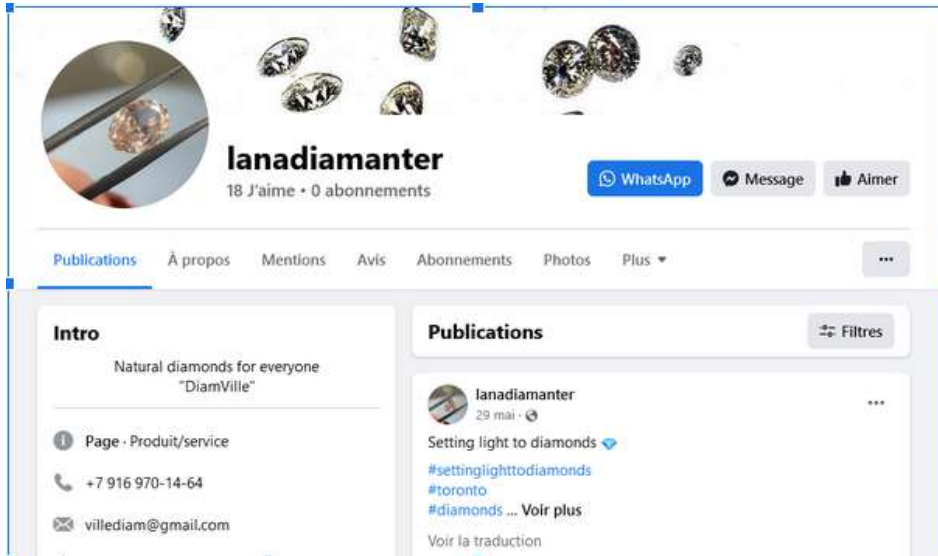 lanadiamanter
18 J'aime • 0 abonnements
WhatsApp
Message
Aimer
Publications
À propos
Mentions
Avis
Abonnements
Photos
Plus
Intro
Natural diamonds for everyone
"DiamVille"
Page · Produit/service
+7 916 970-14-64
villediam@gmail.com
Publications
Filtres
lanadiamanter
29 mai ·
Setting light to diamonds
#settinglighttodiamonds
#toronto
#diamonds ... Voir plus
Voir la traduction